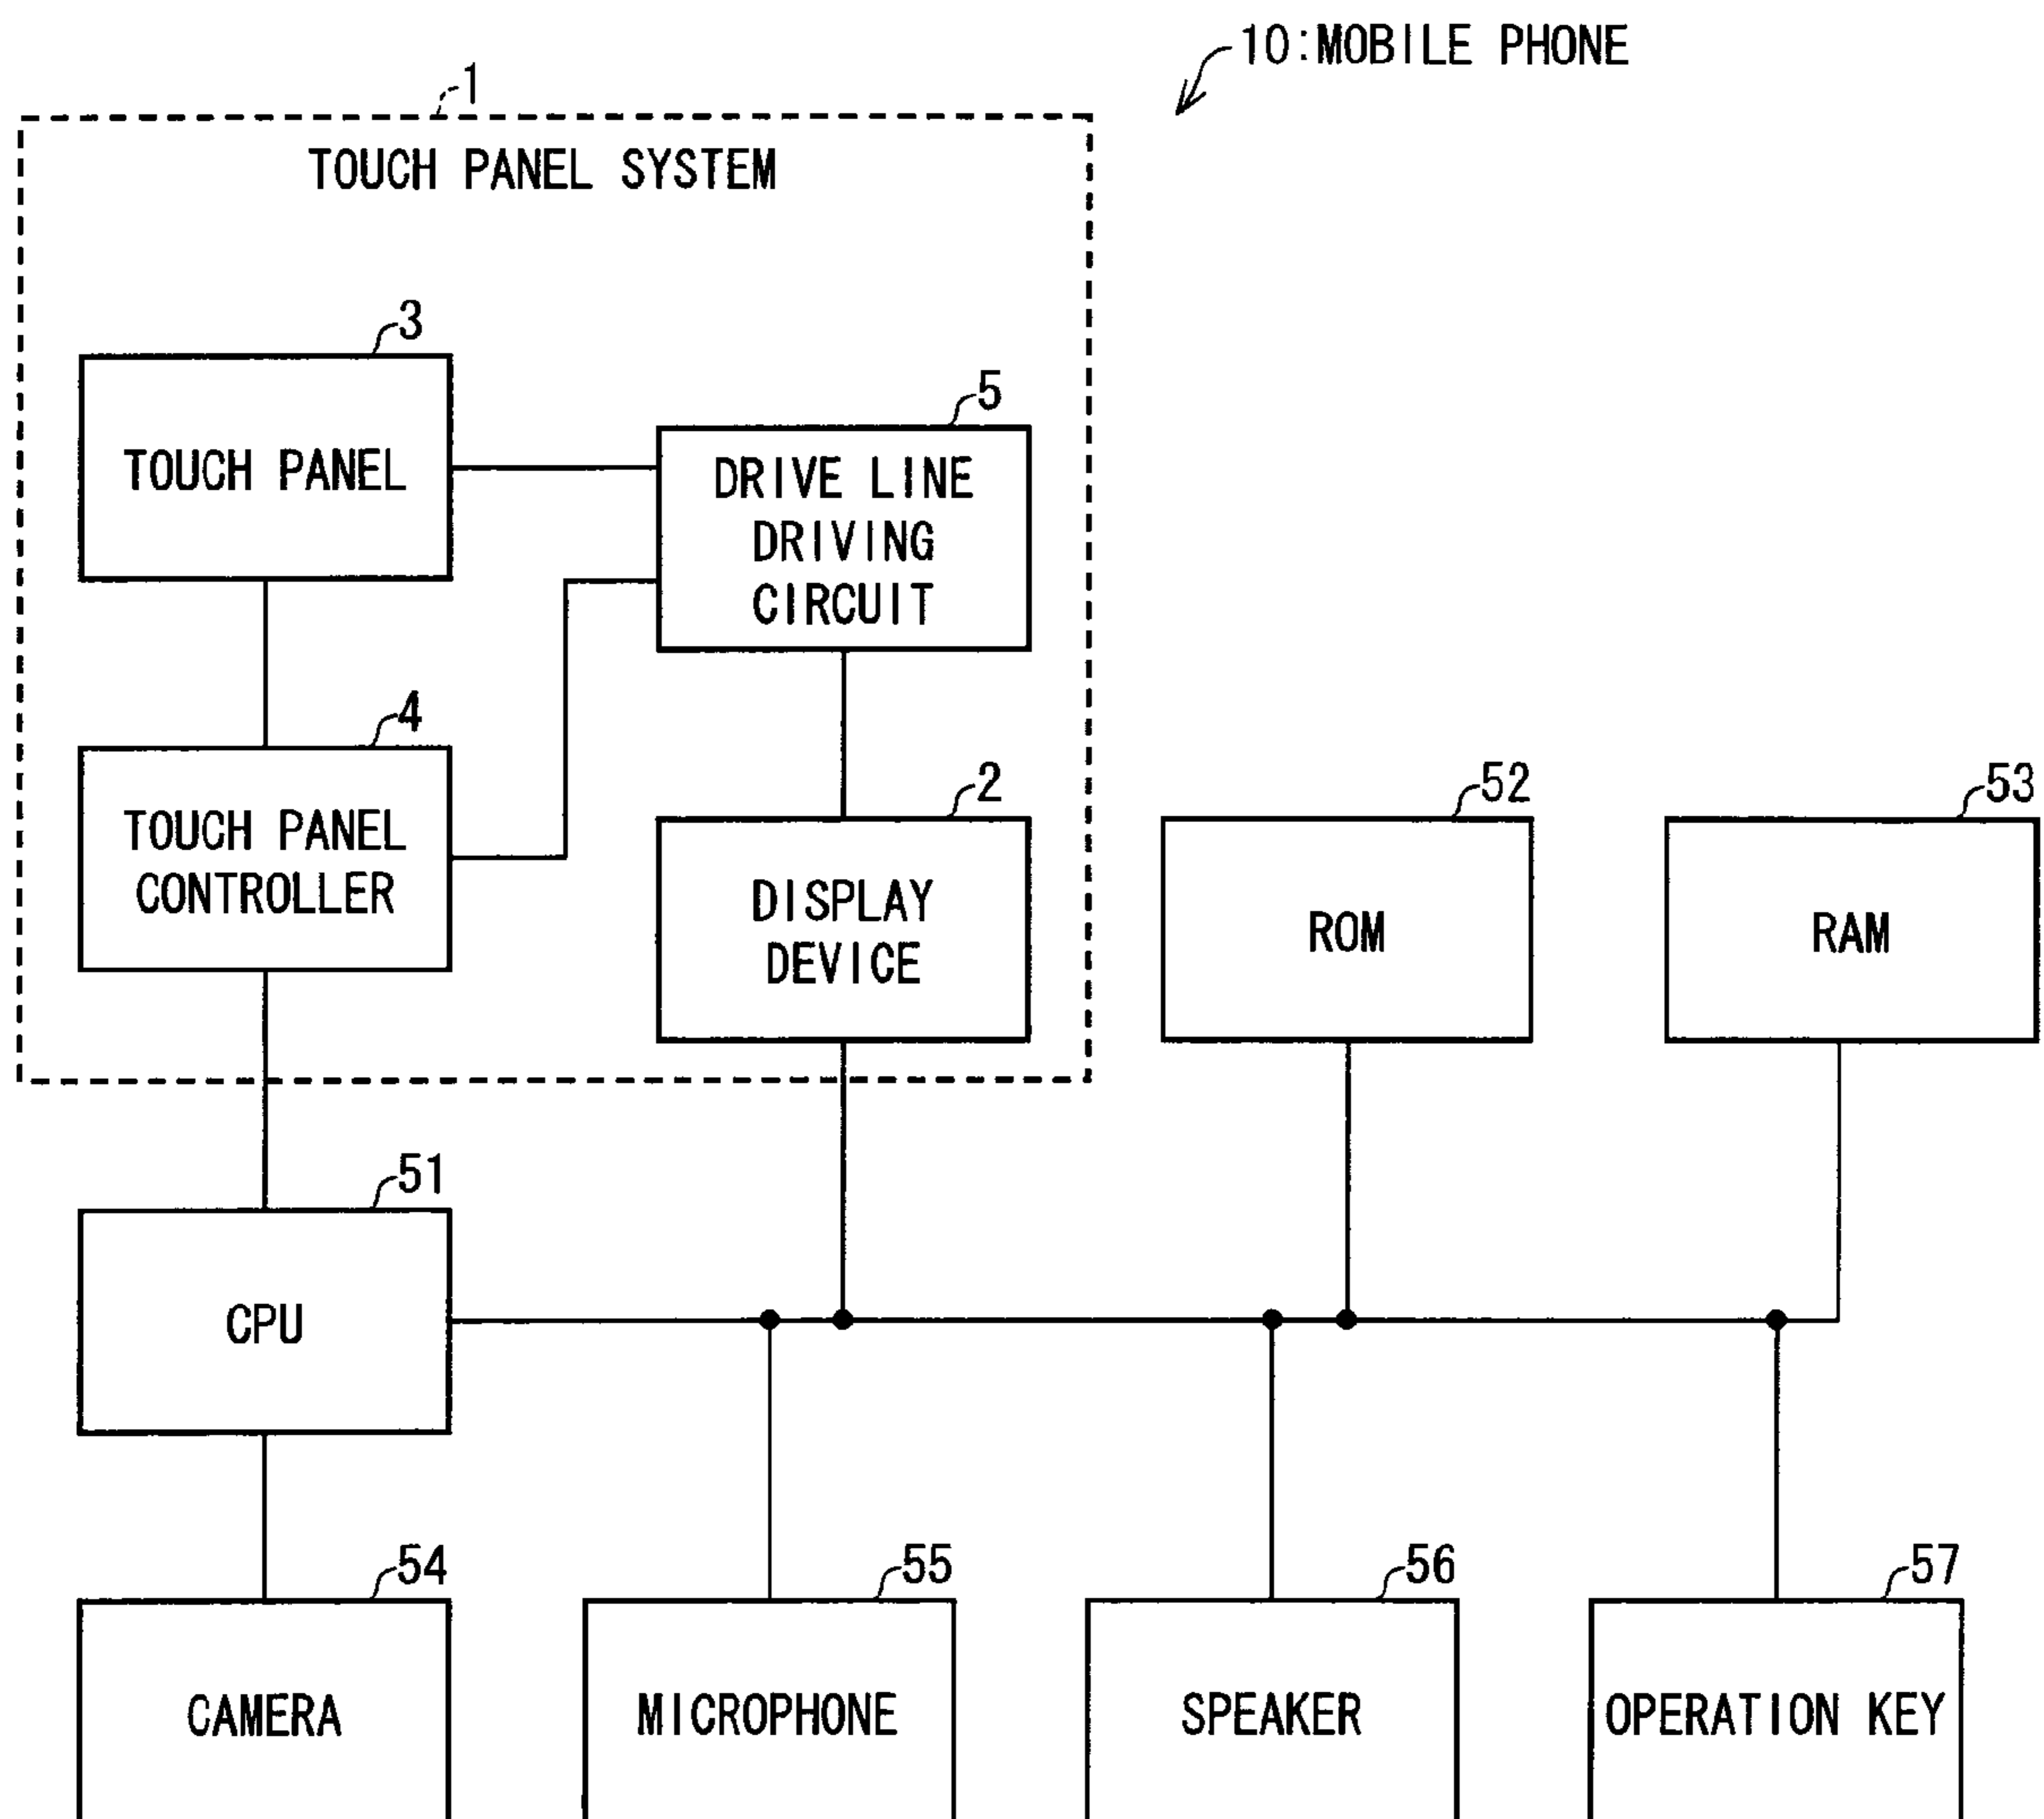 10:MOBILE PHONE
1
TOUCH PANEL SYSTEM
3
TOUCH PANEL
5
DRIVE LINE
DRIVING
CIRCUIT
4
TOUCH PANEL
CONTROLLER
2
DISPLAY
DEVICE
52
ROM
53
RAM
51
CPU
54
CAMERA
55
MICROPHONE
56
SPEAKER
57
OPERATION KEY